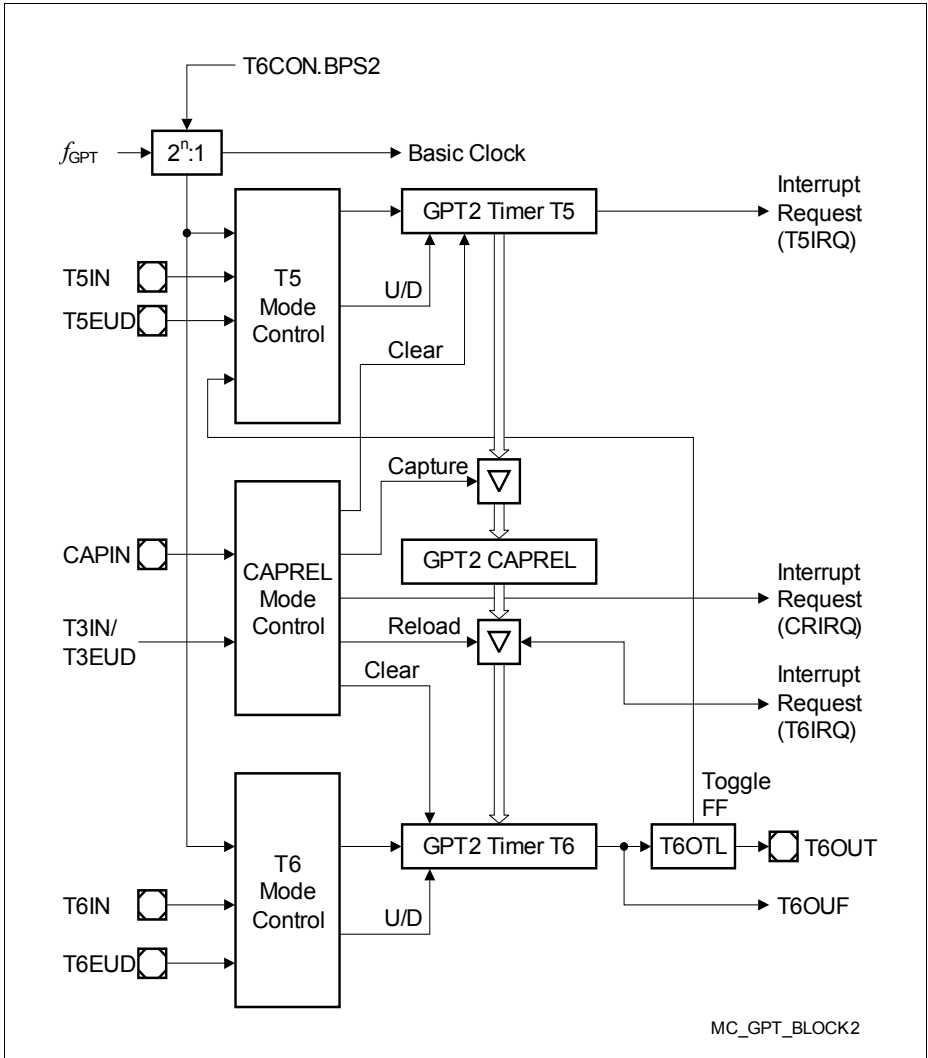 T6CON.BPS2
fGPT
2n:1
Basic Clock
GPT2 Timer T5
Interrupt
Request
(T5IRQ)
T5IN
T5EUD
T5
Mode
Control
U/D
Clear
Capture
CAPIN
GPT2 CAPREL
CAPREL
Mode
Control
Interrupt
Request
(CRIRQ)
T3IN/
T3EUD
Reload
Clear
Interrupt
Request
(T6IRQ)
Toggle
FF
GPT2 Timer T6
T6OTL
T6OUT
T6
Mode
Control
T6IN
U/D
T6OUF
T6EUD
MC_GPT_BLOCK2